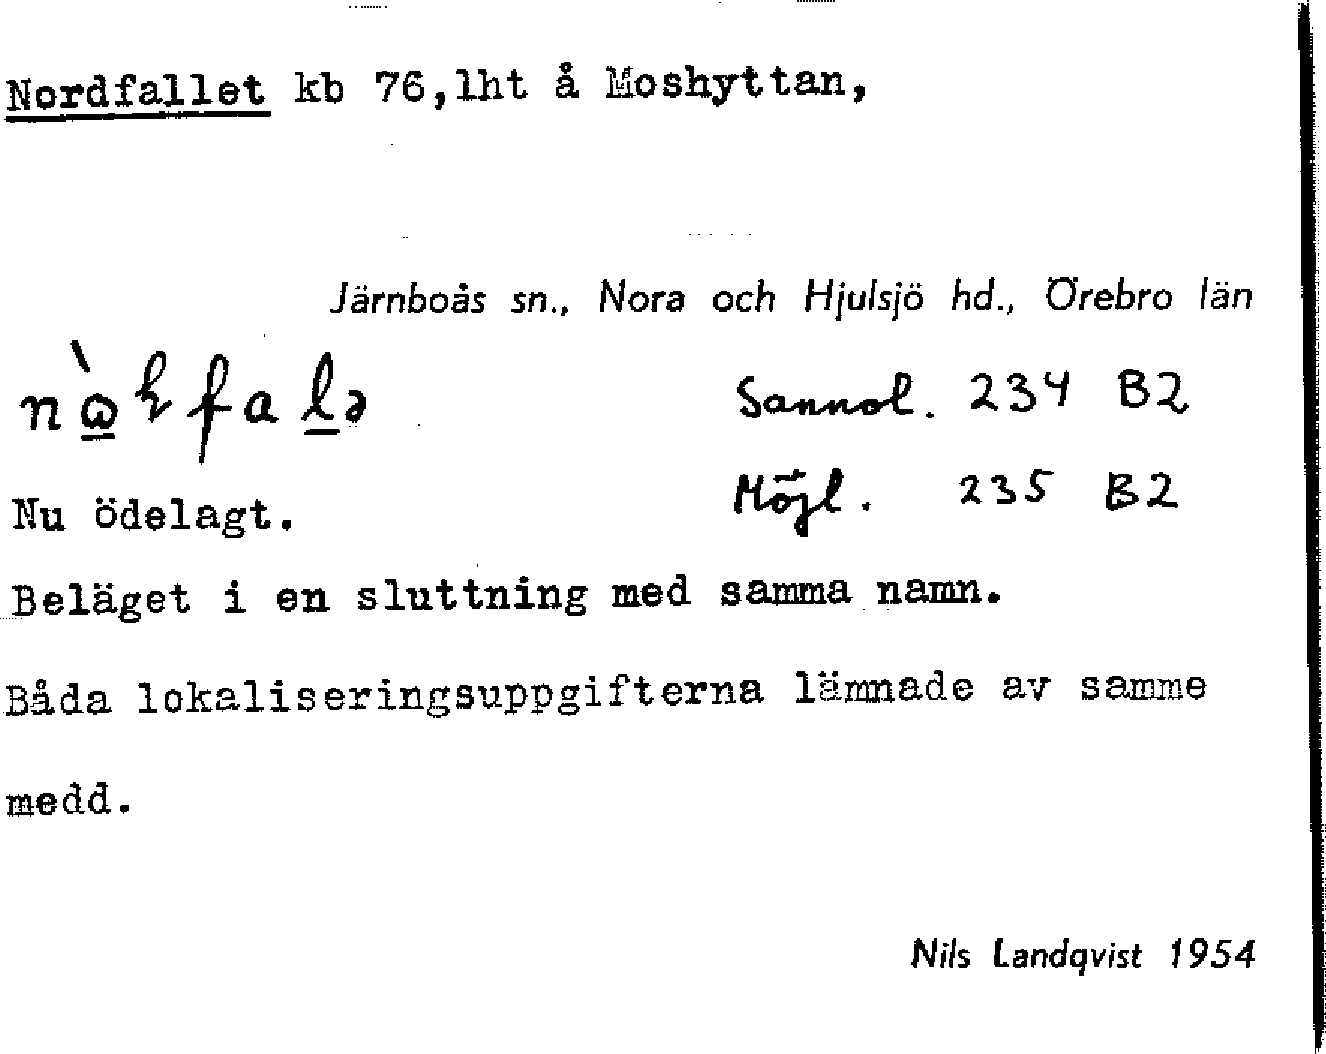 Nordfallet kb 76,lht å Moshyttan,
Järnboås sn., Nora och Hjulsjö hd., Örebro län
Sannol. 234 B2
Möjl. 235 B2
Nu ödelagt.
Beläget i en sluttning med samma namn.
Båda lokaliseringsuppgifterna lämnade av samme
medd.
Nils Landqvist 1954